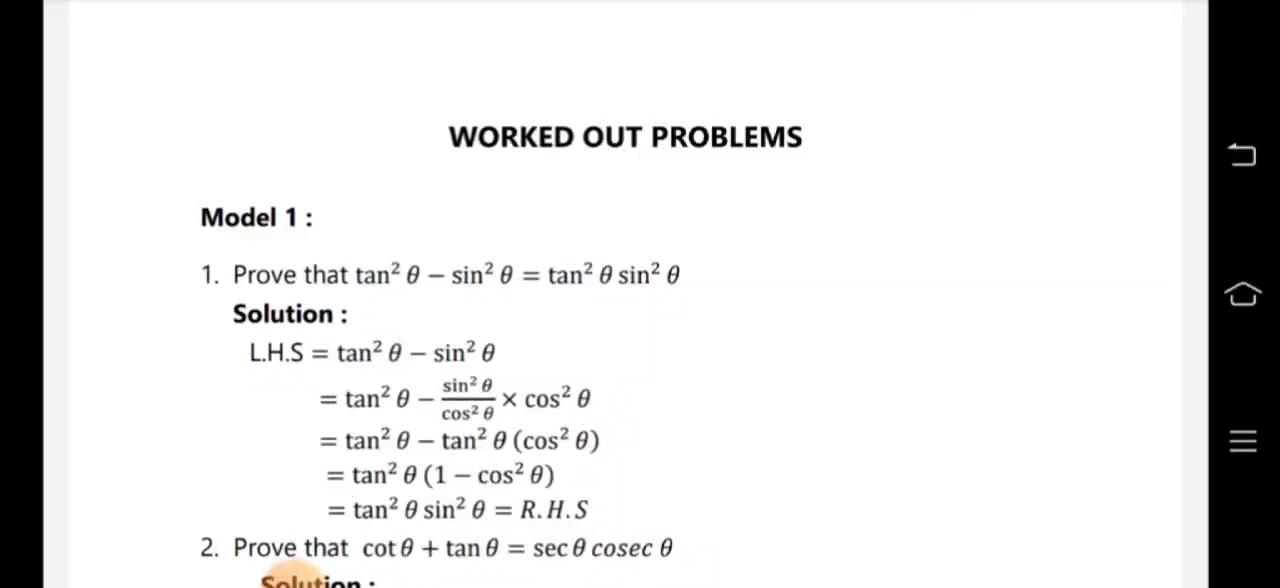 WORKED OUT PROBLEMS
Model 1 :
1. Prove that tan² θ − sin² θ = tan² θ sin² θ
Solution :
L.H.S = tan² θ − sin² θ
= tan² θ − sin² θ / cos² θ × cos² θ
= tan² θ − tan² θ (cos² θ)
= tan² θ (1 − cos² θ)
= tan² θ sin² θ = R.H.S
2. Prove that cot θ + tan θ = sec θ cosec θ
Solution :